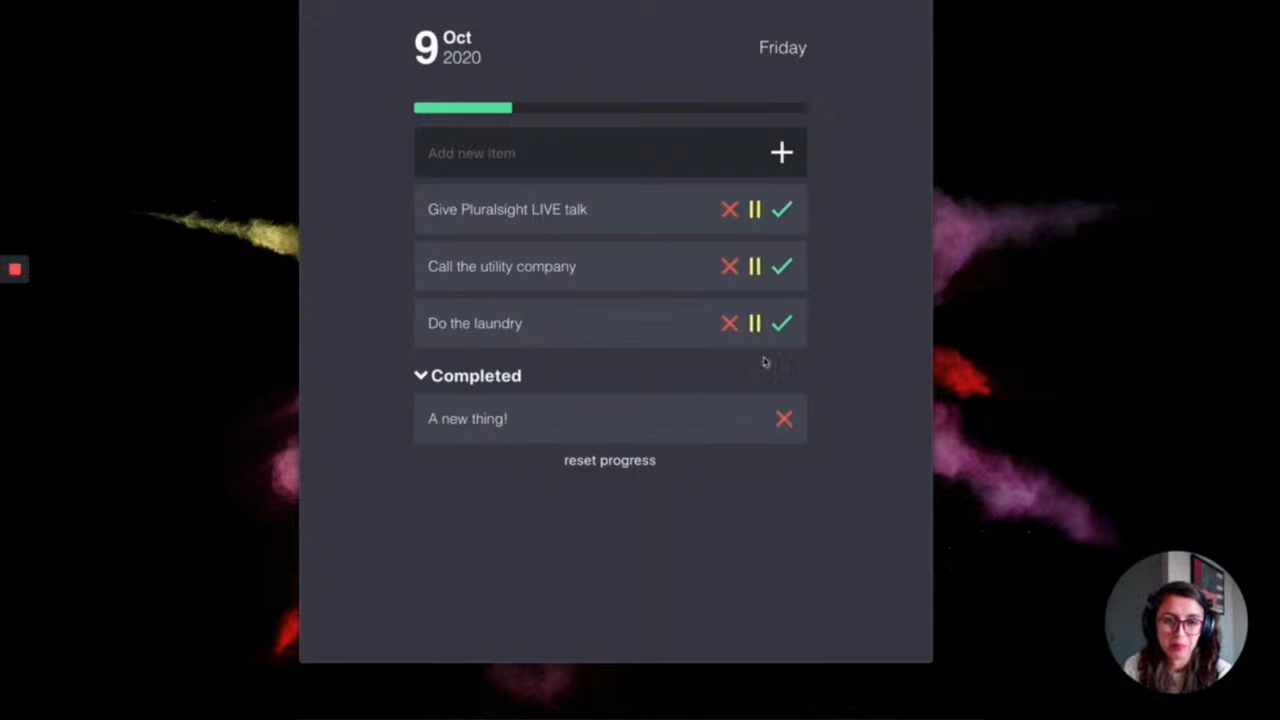 9 Oct
2020
Friday
Add new item
Give Pluralsight LIVE talk
Call the utility company
Do the laundry
Completed
A new thing!
reset progress